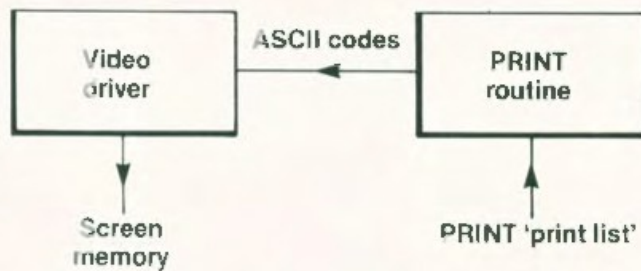 Video
driver
ASCII codes
PRINT
routine
Screen
memory
PRINT 'print list'